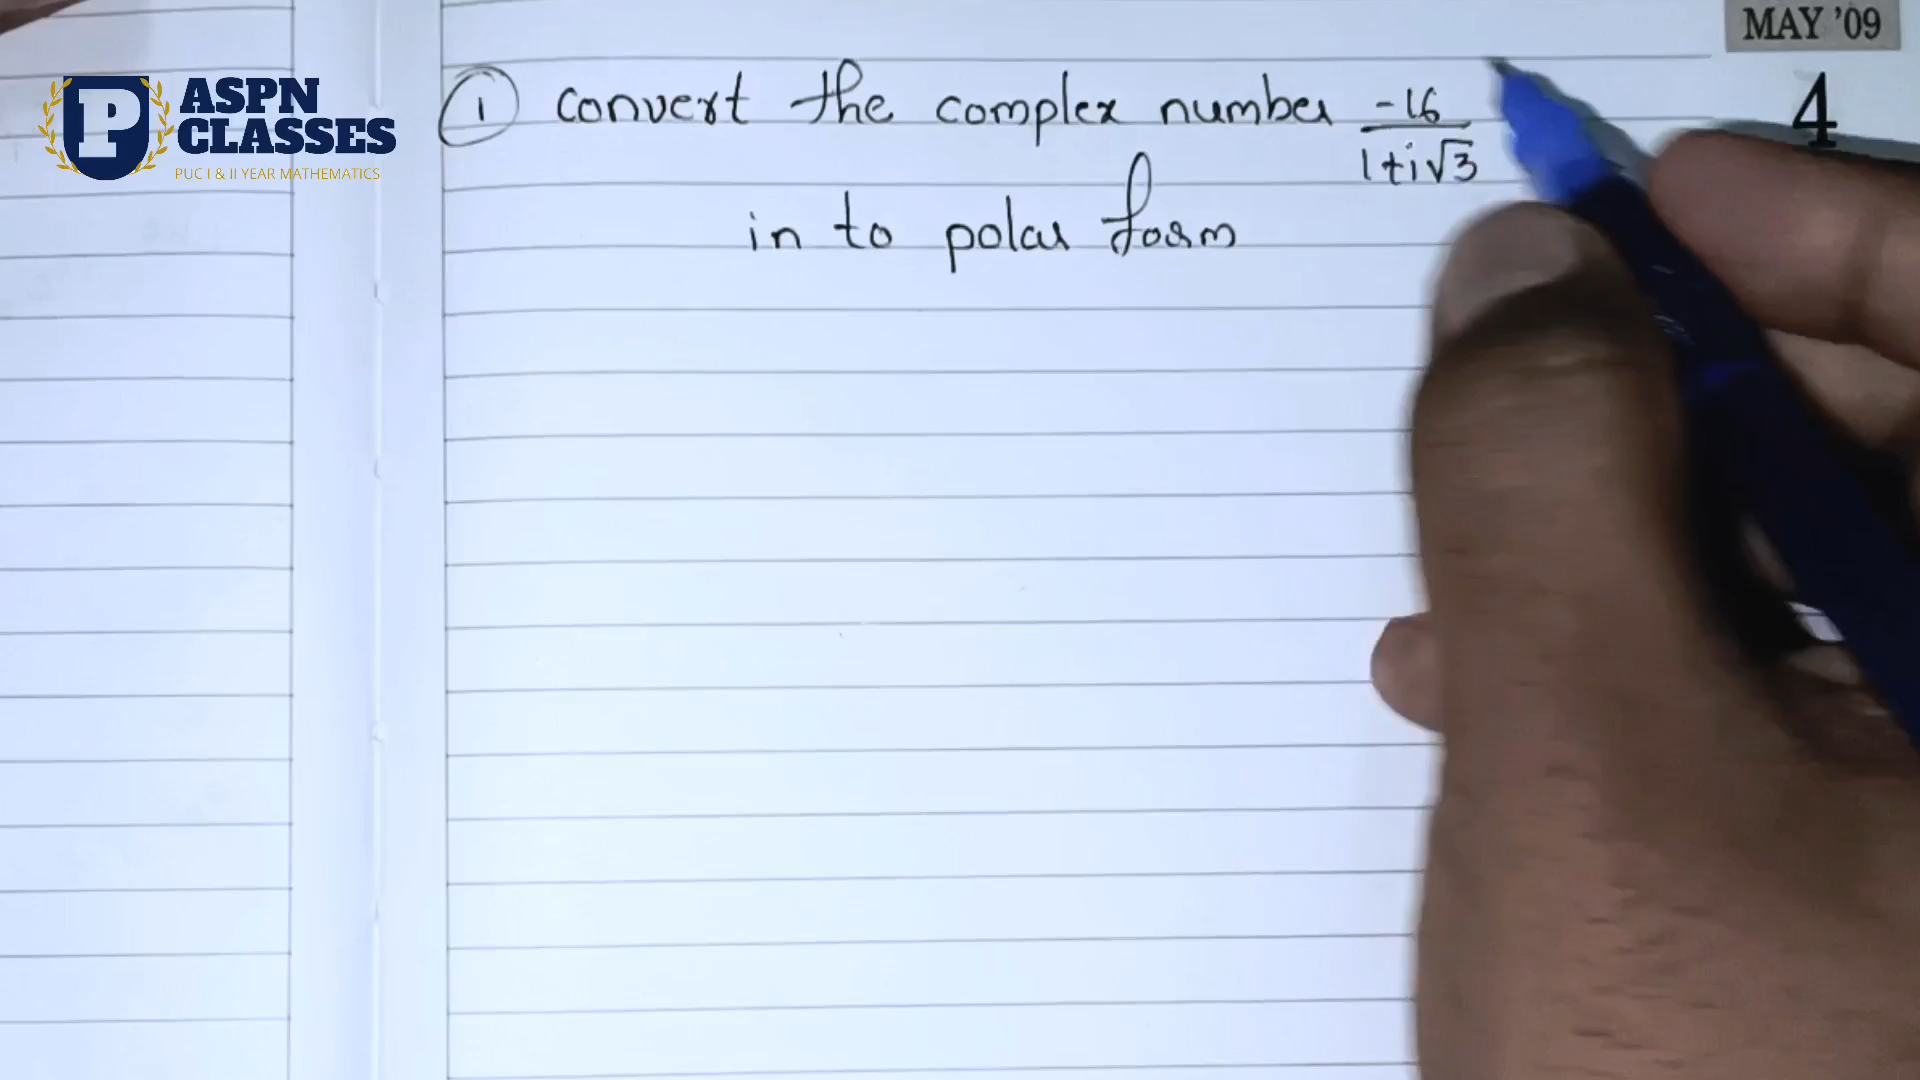 MAY '09
4
P
ASPN
CLASSES
PUC I & II YEAR MATHEMATICS
① convert the complex number -16/(1+i√3)
in to polar form